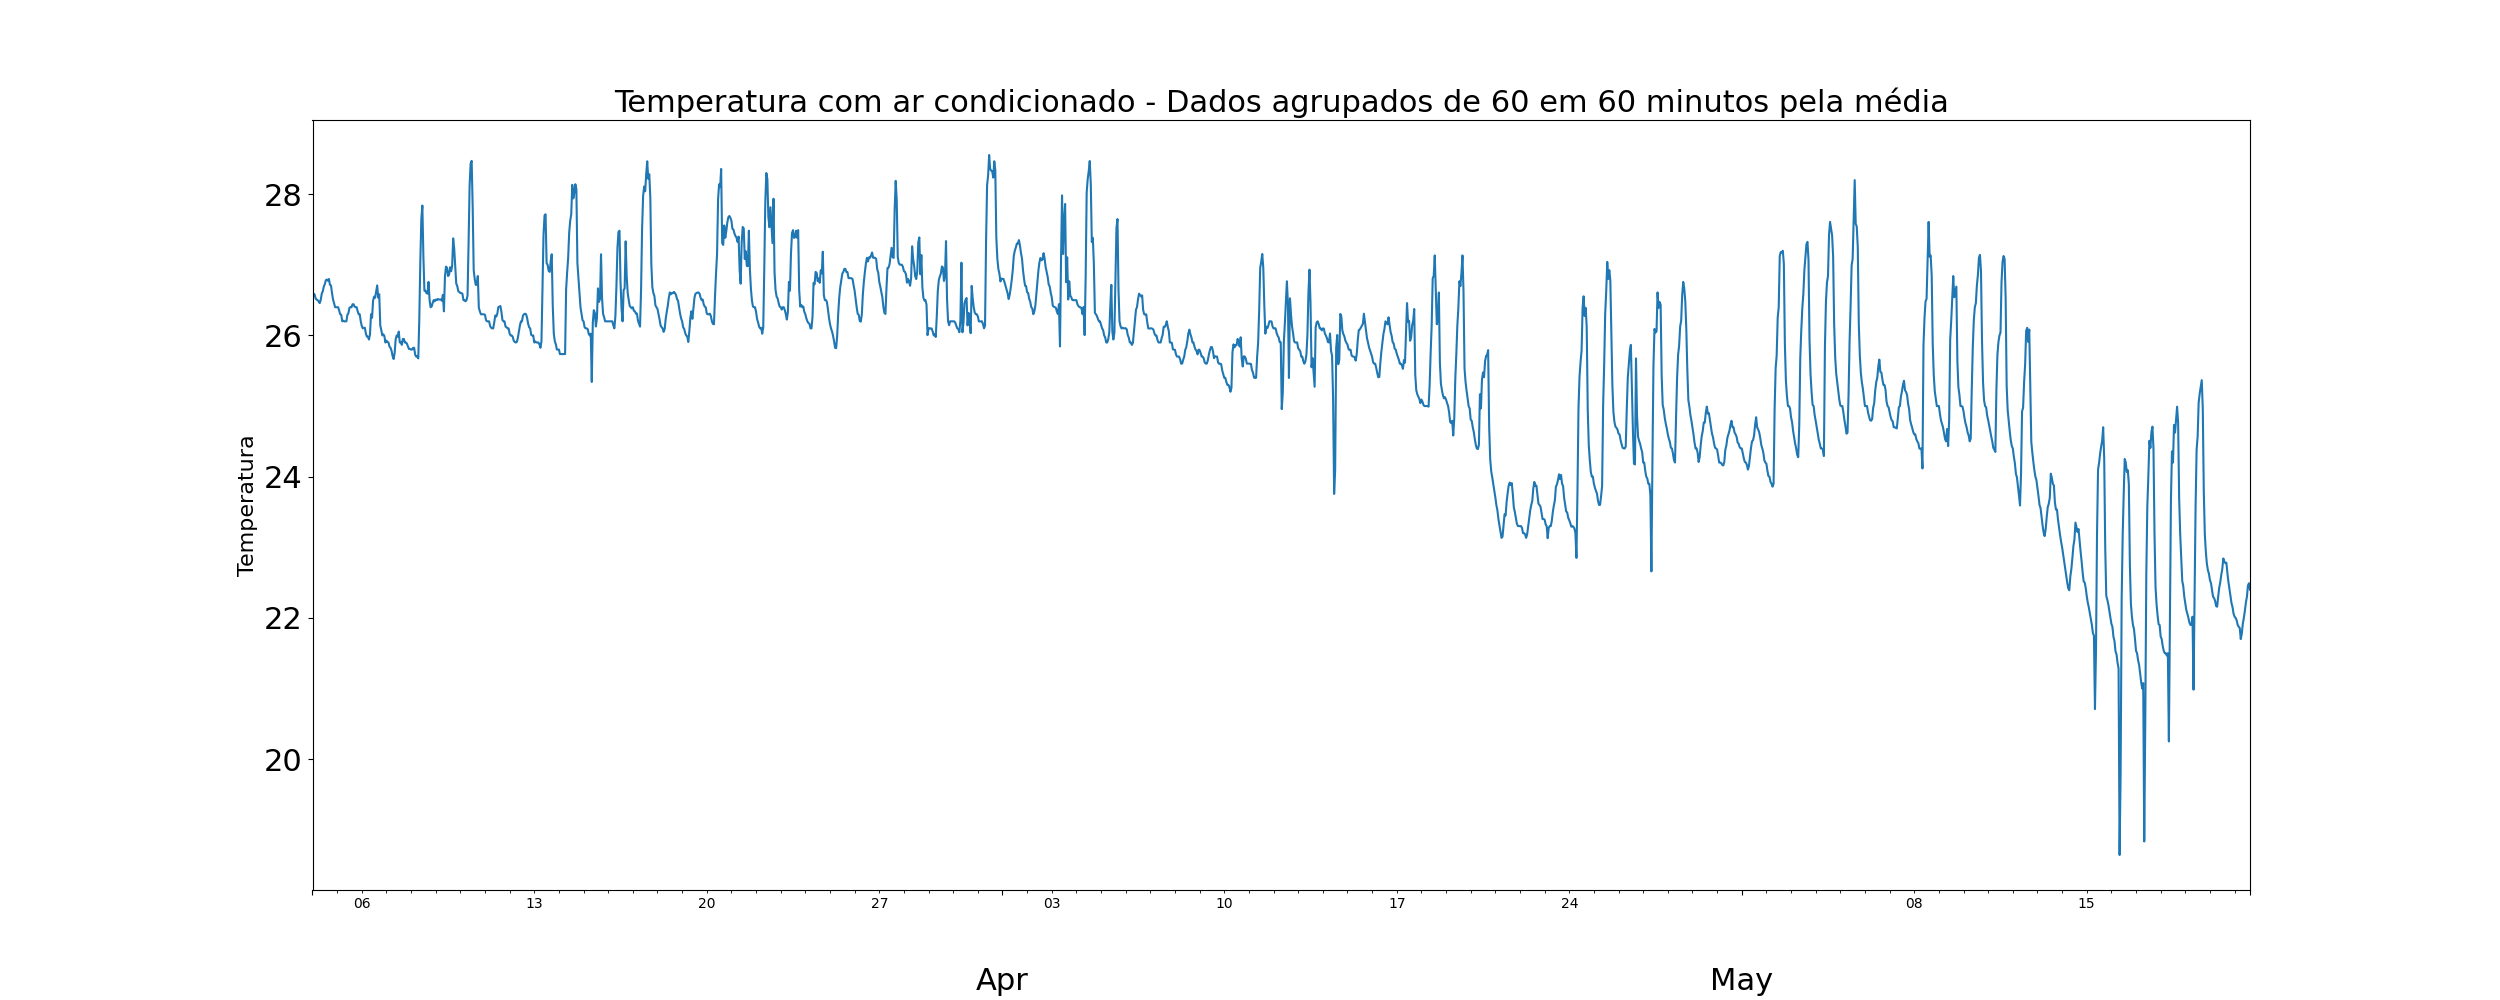 Temperatura com ar condicionado - Dados agrupados de 60 em 60 minutos pela média
Temperatura
28
26
24
22
20
06 13 20 27 03 10 17 24 08 15
Apr May